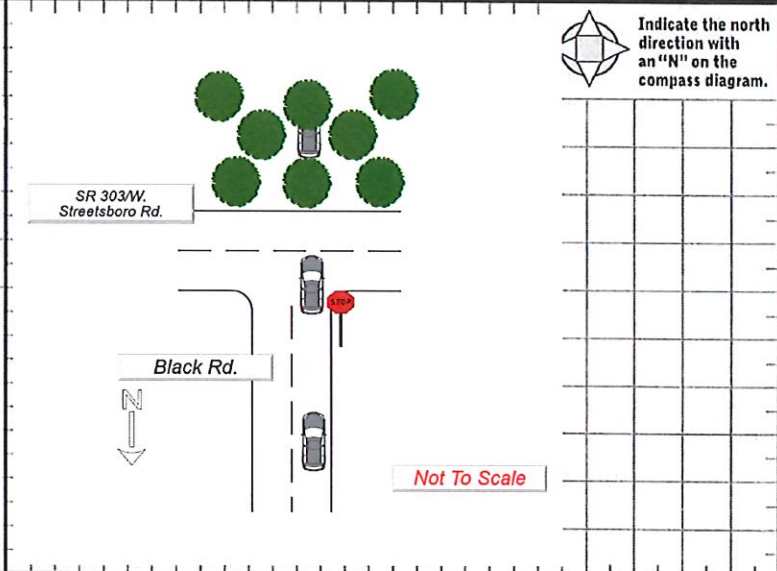 Indicate the north
direction with
an "N" on the
compass diagram.
SR 303/W.
Streetsboro Rd.
STOP
Black Rd.
N
Not To Scale